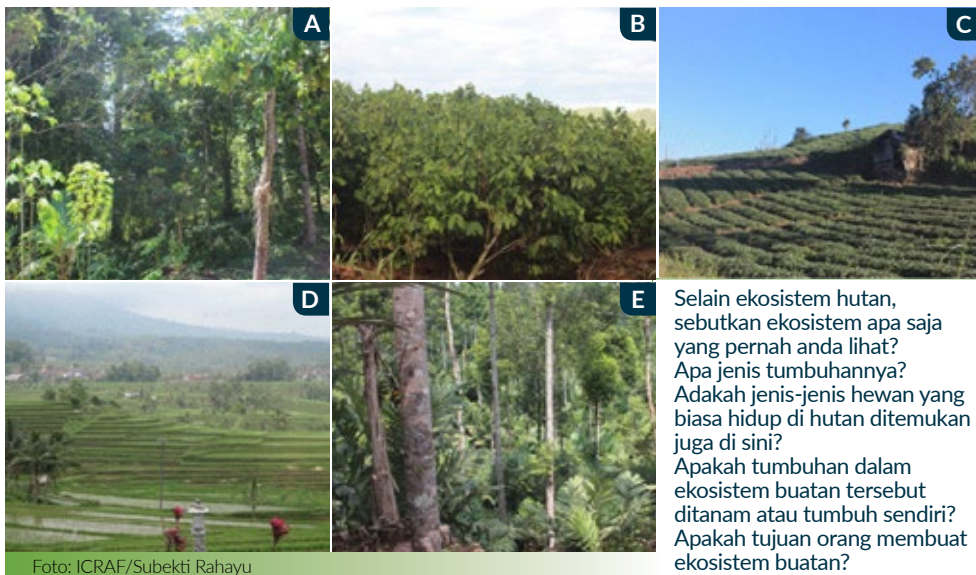 A
B
C
D
E
Selain ekosistem hutan,
sebutkan ekosistem apa saja
yang pernah anda lihat?
Apa jenis tumbuhannya?
Adakah jenis-jenis hewan yang
biasa hidup di hutan ditemukan
juga di sini?
Apakah tumbuhan dalam
ekosistem buatan tersebut
ditanam atau tumbuh sendiri?
Apakah tujuan orang membuat
ekosistem buatan?
Foto: ICRAF/Subekti Rahayu